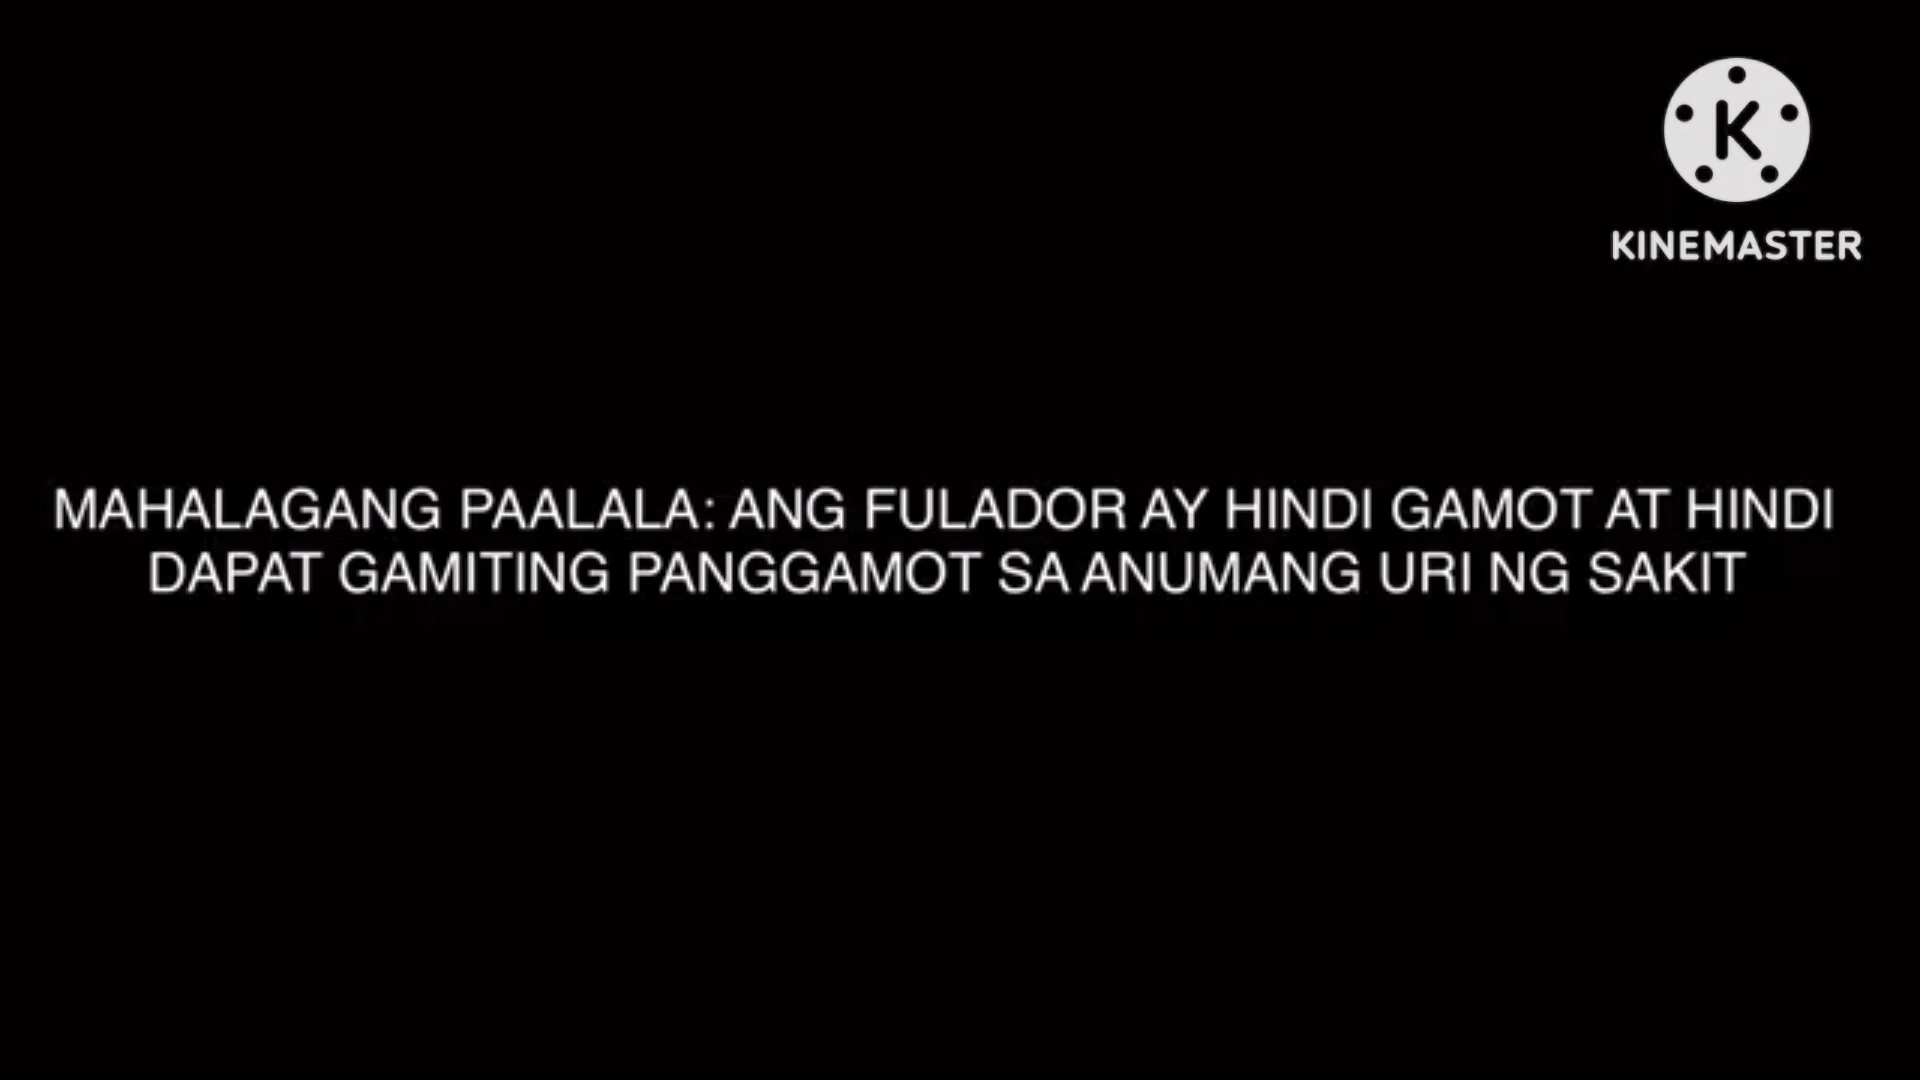 K
KINEMASTER
MAHALAGANG PAALALA: ANG FULADOR AY HINDI GAMOT AT HINDI
DAPAT GAMITING PANGGAMOT SA ANUMANG URI NG SAKIT